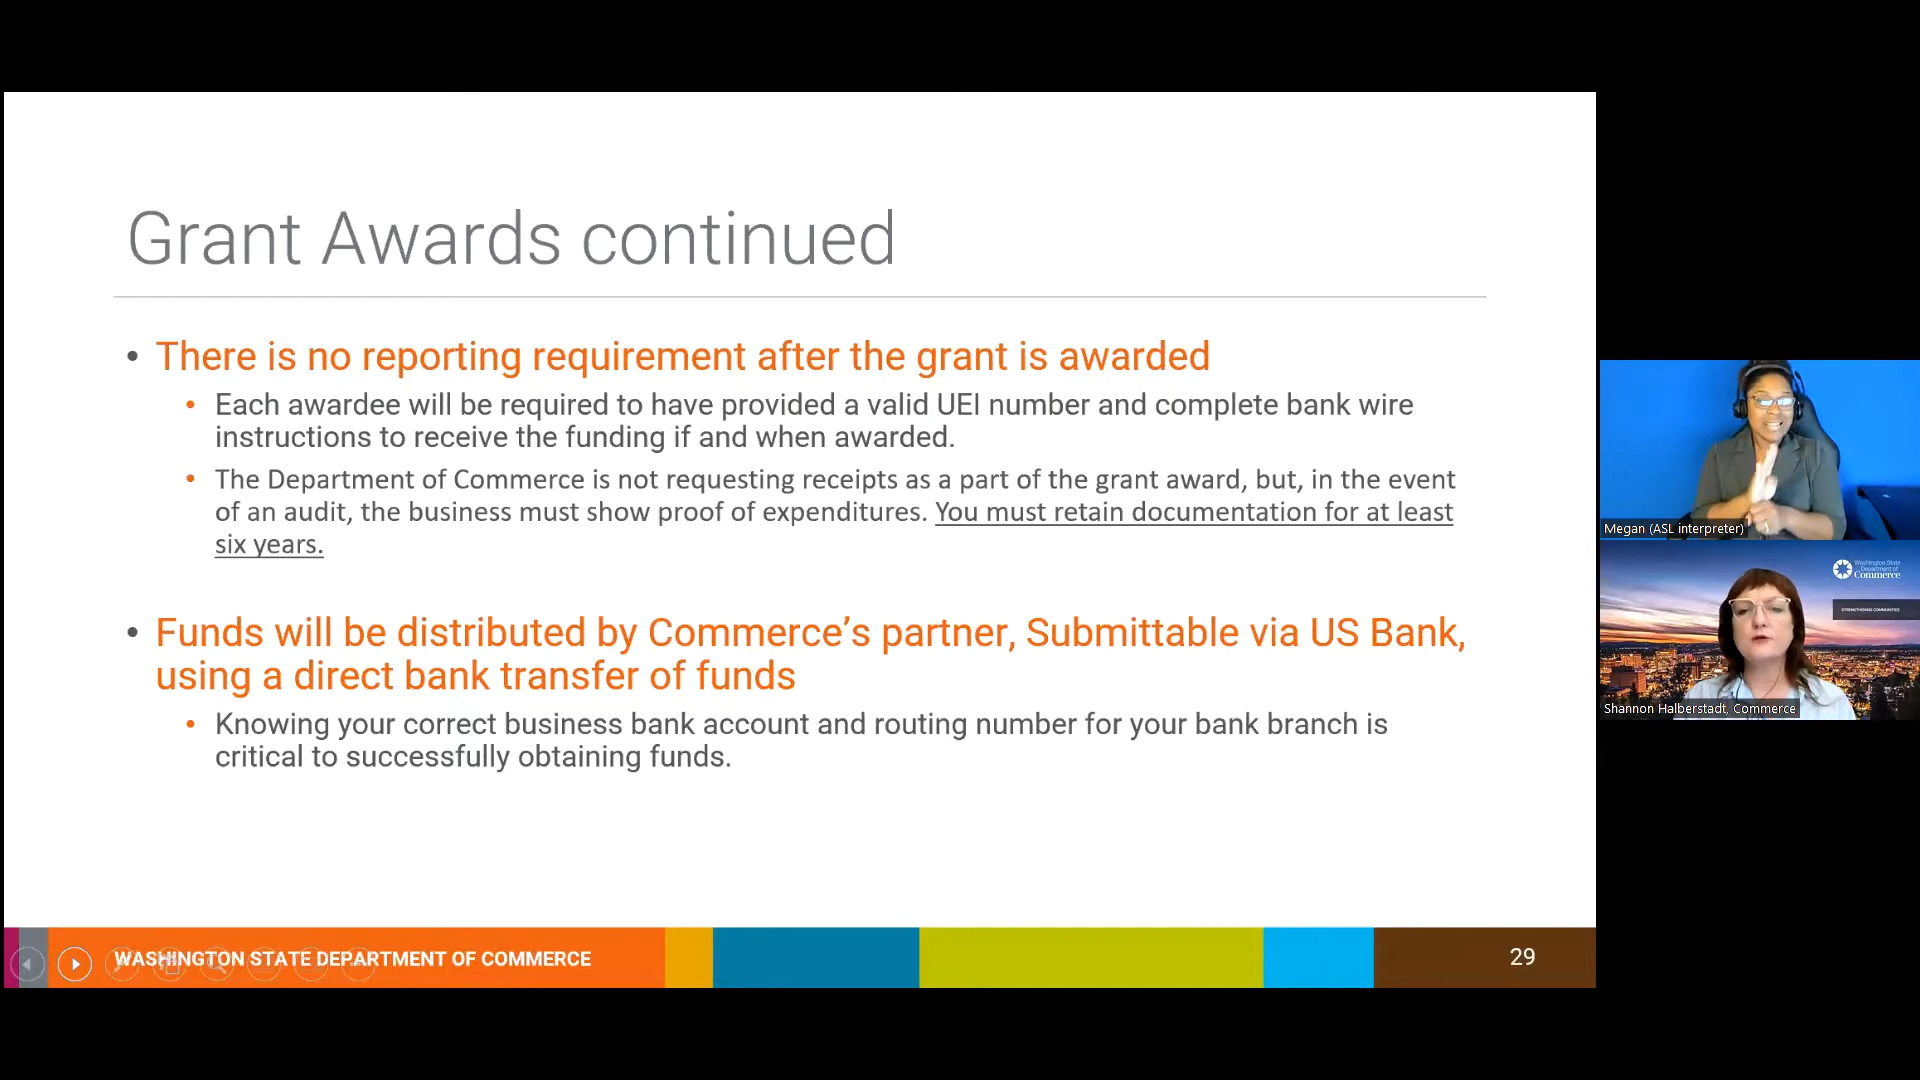 Grant Awards continued
• There is no reporting requirement after the grant is awarded
• Each awardee will be required to have provided a valid UEI number and complete bank wire
instructions to receive the funding if and when awarded.
• The Department of Commerce is not requesting receipts as a part of the grant award, but, in the event
of an audit, the business must show proof of expenditures. You must retain documentation for at least
six years.
• Funds will be distributed by Commerce’s partner, Submittable via US Bank,
using a direct bank transfer of funds
• Knowing your correct business bank account and routing number for your bank branch is
critical to successfully obtaining funds.
WASHINGTON STATE DEPARTMENT OF COMMERCE
29
Megan (ASL interpreter)
Washington State
Department of
Commerce
STRENGTHENING COMMUNITIES
Shannon Halberstadt, Commerce